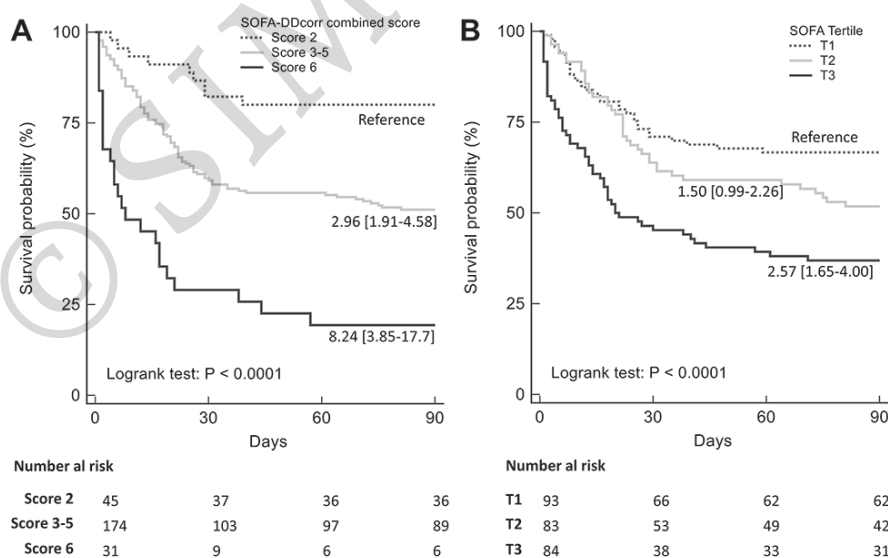 A
SOFA-DDcorr combined score
Score 2
Score 3-5
Score 6
Survival probability (%)
100
75
50
25
0
Reference
2.96 [1.91-4.58]
8.24 [3.85-17.7]
Logrank test: P < 0.0001
0 30 60 90
Days
Number al risk
Score 2 45 37 36 36
Score 3-5 174 103 97 89
Score 6 31 9 6 6
B
SOFA Tertile
T1
T2
T3
Survival probability (%)
100
75
50
25
0
Reference
1.50 [0.99-2.26]
2.57 [1.65-4.00]
Logrank test: P < 0.0001
0 30 60 90
Days
Number al risk
T1 93 66 62 62
T2 83 53 49 42
T3 84 38 33 31
© SIM